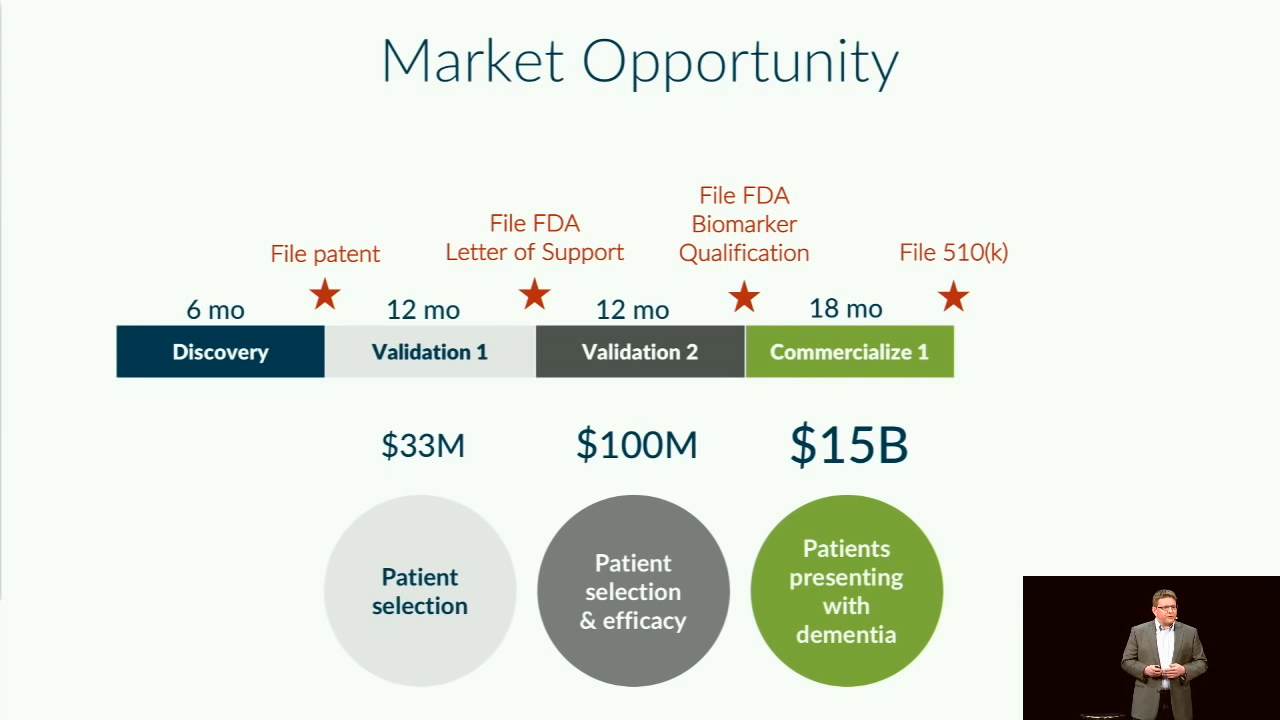 Market Opportunity
File patent
File FDA
Letter of Support
File FDA
Biomarker
Qualification
File 510(k)
6 mo
12 mo
12 mo
18 mo
Discovery
Validation 1
Validation 2
Commercialize 1
$33M
$100M
$15B
Patient
selection
Patient
selection
& efficacy
Patients
presenting
with
dementia